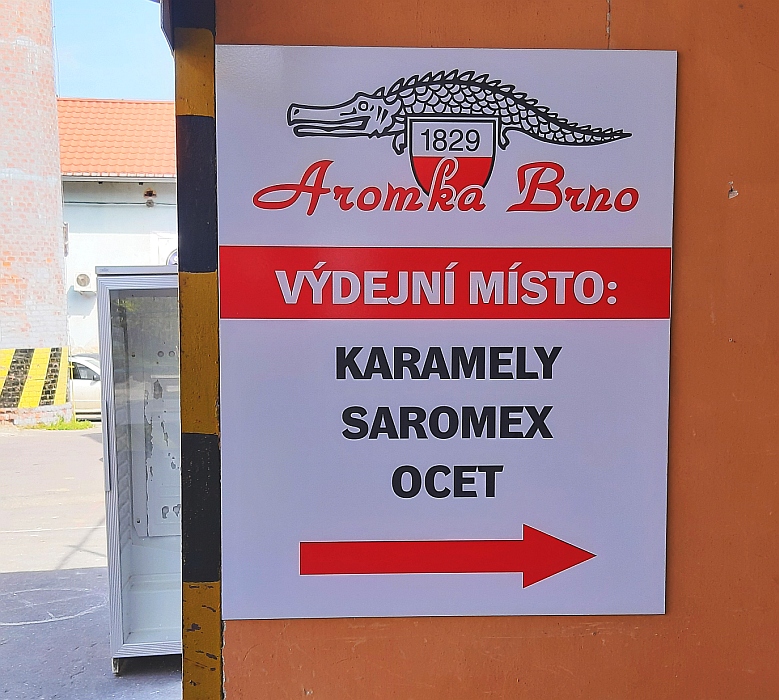 1829
Aromka Brno
VÝDEJNÍ MÍSTO:
KARAMELY
SAROMEX
OCET